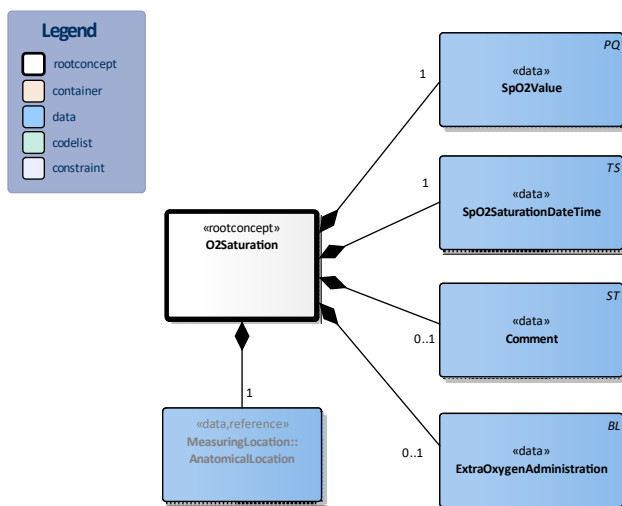 Legend
rootconcept
container
data
codelist
constraint
PQ
«data»
SpO2Value
1
TS
«data»
SpO2SaturationDateTime
1
«rootconcept»
O2Saturation
ST
«data»
Comment
0..1
1
«data,reference»
MeasuringLocation::
AnatomicalLocation
BL
«data»
ExtraOxygenAdministration
0..1